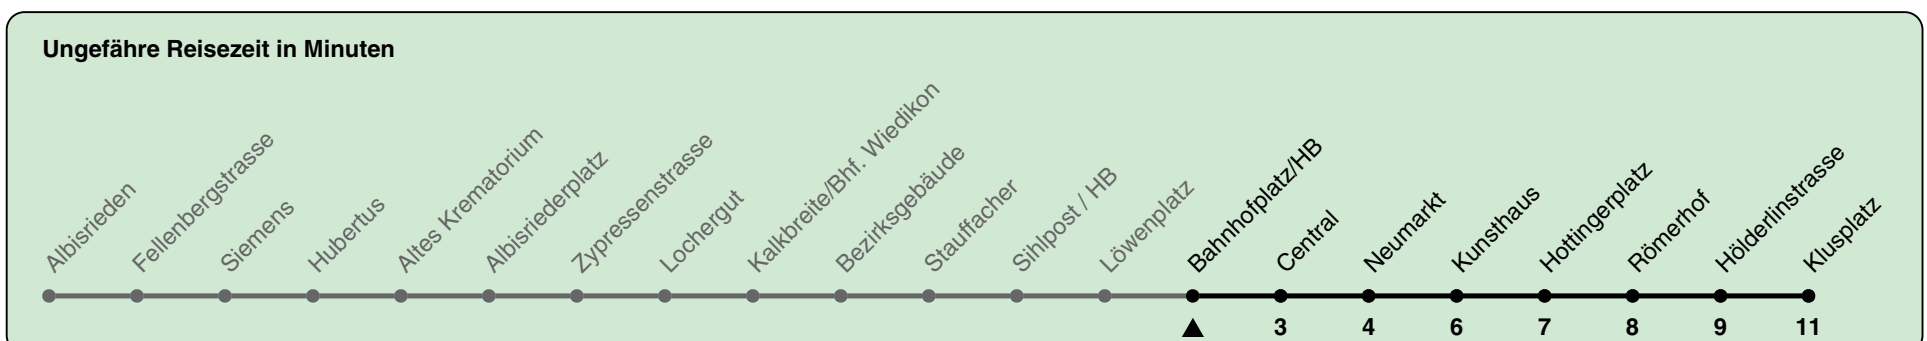 Ungefähre Reisezeit in Minuten
Albisrieden
Fellenbergstrasse
Siemens
Hubertus
Altes Krematorium
Albisriederplatz
Zypressenstrasse
Lochergut
Kalkbreite/Bhf. Wiedikon
Bezirksgebäude
Stauffacher
Sihlpost / HB
Löwenplatz
Bahnhofplatz/HB
Central
Neumarkt
Kunsthaus
Hottingerplatz
Römerhof
Hölderlinstrasse
Klusplatz
3 4 6 7 8 9 11